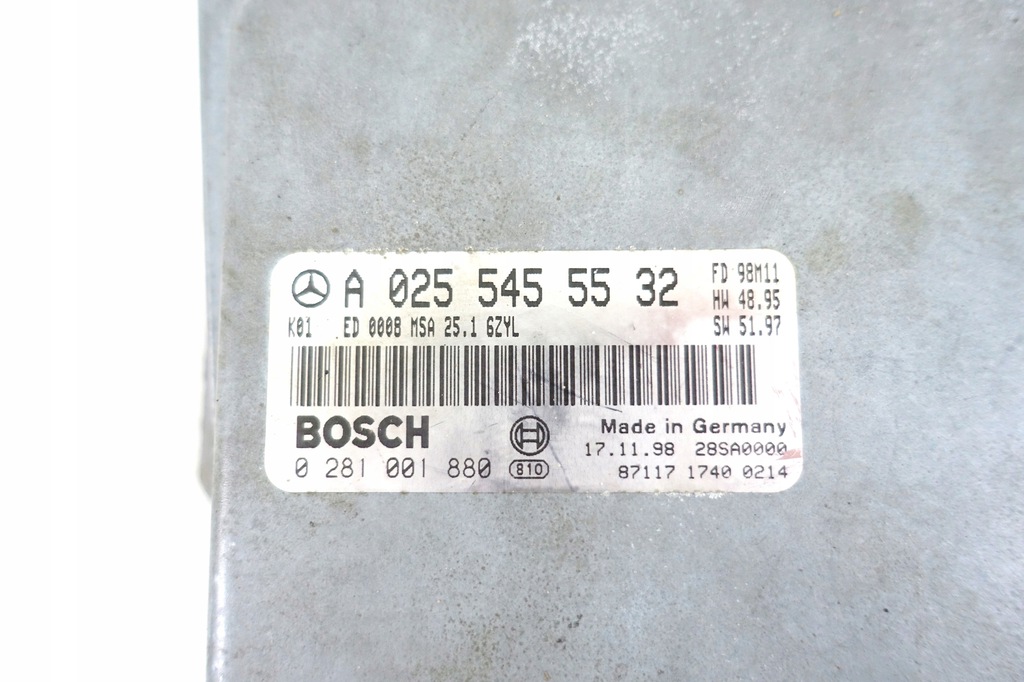 A 025 545 55 32 FD 98M11
HW 48.95
K01 ED 0008 MSA 25.1 6ZYL SW 51.97
BOSCH Made in Germany
17.11.98 28SA0000
0 281 001 880 810 87117 1740 0214